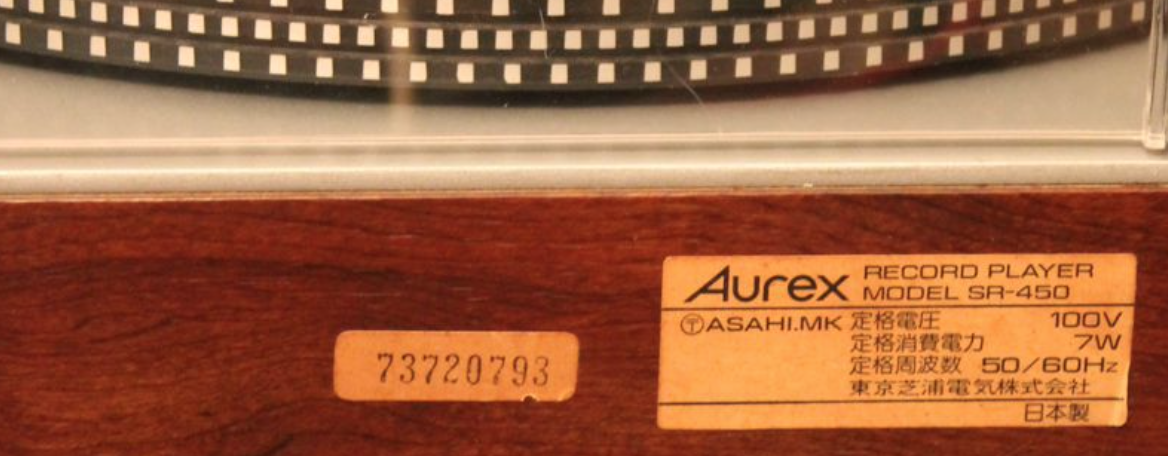 Aurex RECORD PLAYER
MODEL SR-450
〒ASAHI.MK 定格電圧 100V
定格消費電力 7W
定格周波数 50/60Hz
東京芝浦電気株式会社
日本製
73720793